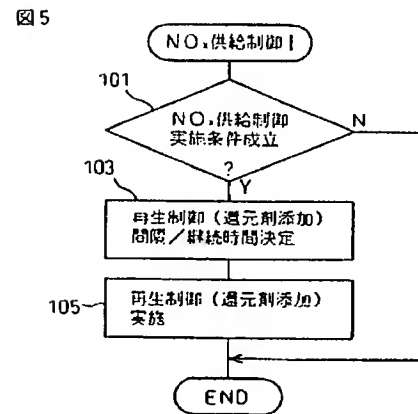 図5
NOx供給制御I
101
NOx供給制御
実施条件成立
?
N
Y
103
再生制御（還元剤添加）
間隔／継続時間決定
105
再生制御（還元剤添加）
実施
END